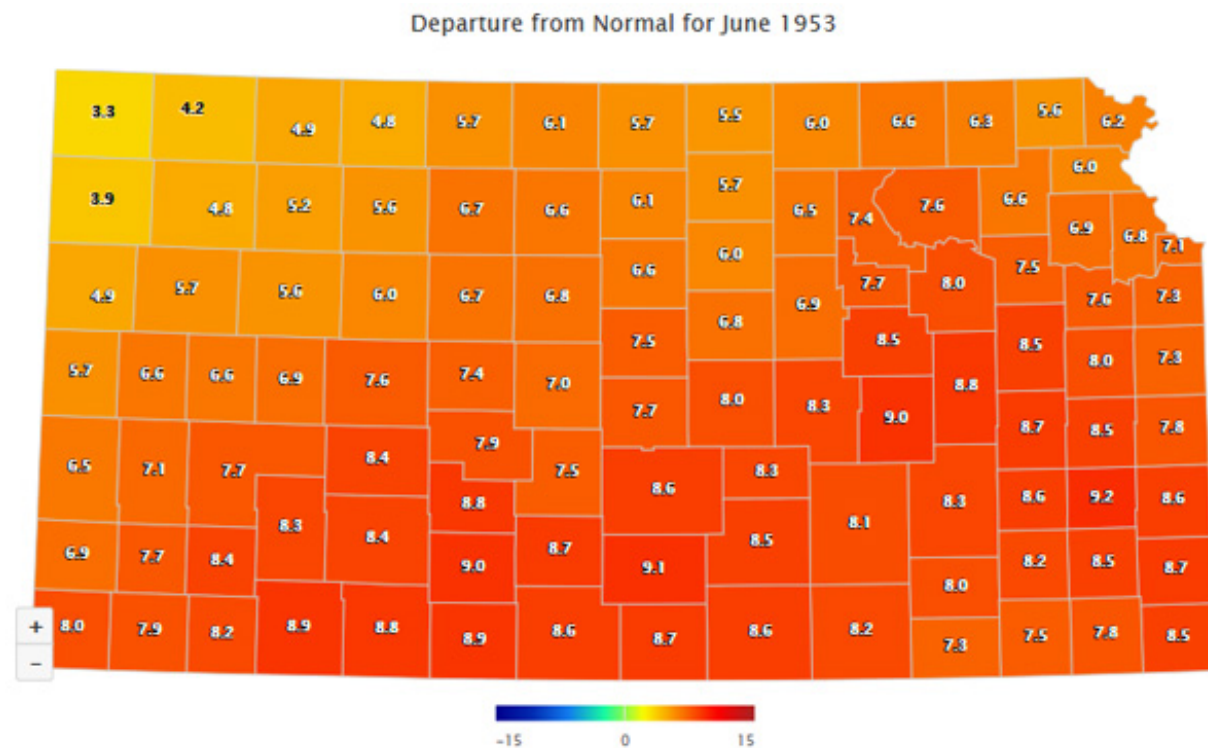 Departure from Normal for June 1953
3.3 4.2 4.9 4.8 5.7 6.1 5.7 5.5 6.0 6.6 6.3 5.6 6.2
3.9 4.8 5.2 5.6 6.7 6.6 6.1 5.7 6.5 7.4 7.6 6.6 6.0
6.9 6.8 7.1
4.9 5.7 5.6 6.0 6.7 6.8 6.6 6.0 6.9 7.7 8.0 7.5 7.6 7.3
5.7 6.6 6.6 6.9 7.6 7.4 7.0 7.5 6.8 8.5 8.8 8.5 8.0 7.3
7.7 8.0 8.3 9.0 8.7 8.5 7.8
6.5 7.1 7.7 8.4 7.9 7.5 8.6 8.3 8.1 8.3 8.6 9.2 8.6
8.3 8.4 8.8 8.7 9.1 8.5
6.9 7.7 8.4 9.0 8.0 8.2 8.5 8.7
+ 8.0 7.9 8.2 8.9 8.8 8.9 8.6 8.7 8.6 8.2 7.3 7.5 7.8 8.5
−
-15 0 15